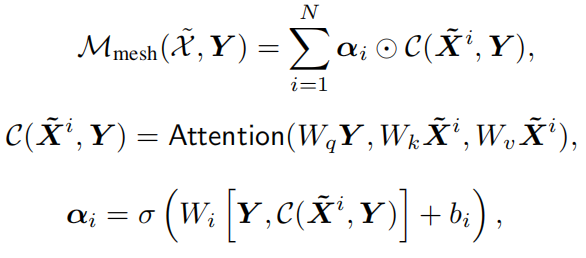 $\mathcal{M}_{\text{mesh}}(\tilde{\mathcal{X}}, \boldsymbol{Y}) = \sum_{i=1}^{N} \boldsymbol{\alpha}_i \odot \mathcal{C}(\tilde{\boldsymbol{X}}^i, \boldsymbol{Y}),$
$\mathcal{C}(\tilde{\boldsymbol{X}}^i, \boldsymbol{Y}) = \mathsf{Attention}(W_q \boldsymbol{Y}, W_k \tilde{\boldsymbol{X}}^i, W_v \tilde{\boldsymbol{X}}^i),$
$\boldsymbol{\alpha}_i = \sigma \left( W_i \left[ \boldsymbol{Y}, \mathcal{C}(\tilde{\boldsymbol{X}}^i, \boldsymbol{Y}) \right] + b_i \right),$